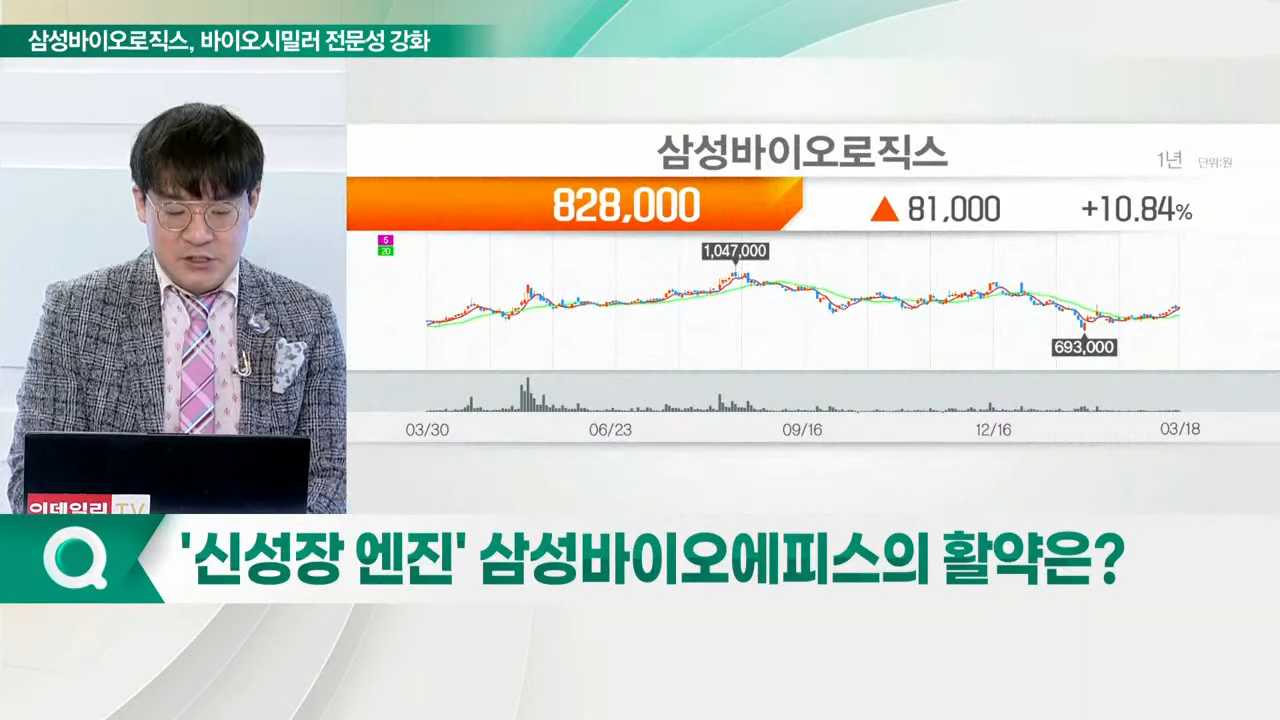 삼성바이오로직스, 바이오시밀러 전문성 강화
삼성바이오로직스
1년 단위:원
828,000 ▲ 81,000 +10.84%
5
20
1,047,000
693,000
03/30 06/23 09/16 12/16 03/18
이데일리 TV
Q '신성장 엔진' 삼성바이오에피스의 활약은?